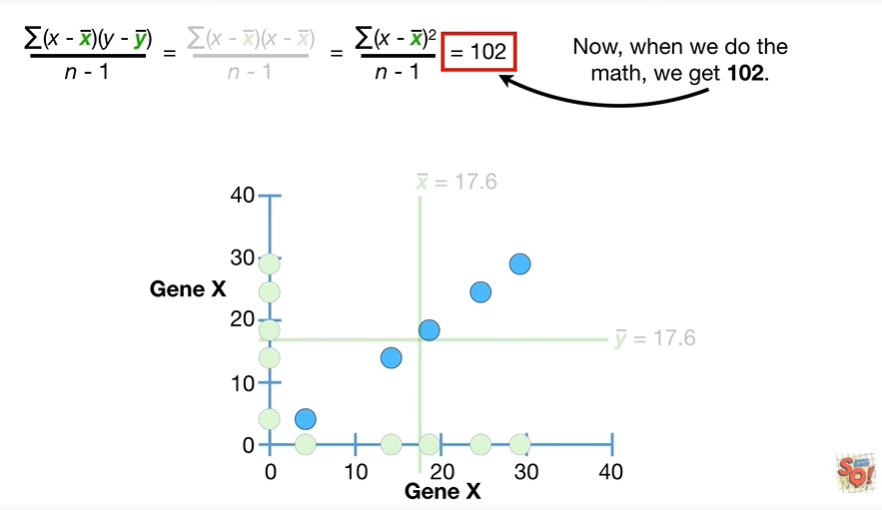 ∑(x - x̄)(y - ȳ)
n - 1
=
∑(x - x̄)(x - x̄)
n - 1
=
∑(x - x̄)²
n - 1
= 102
Now, when we do the
math, we get 102.
x̄ = 17.6
40
30
Gene X
20
ȳ = 17.6
10
0
0 10 20 30 40
Gene X
SQ!